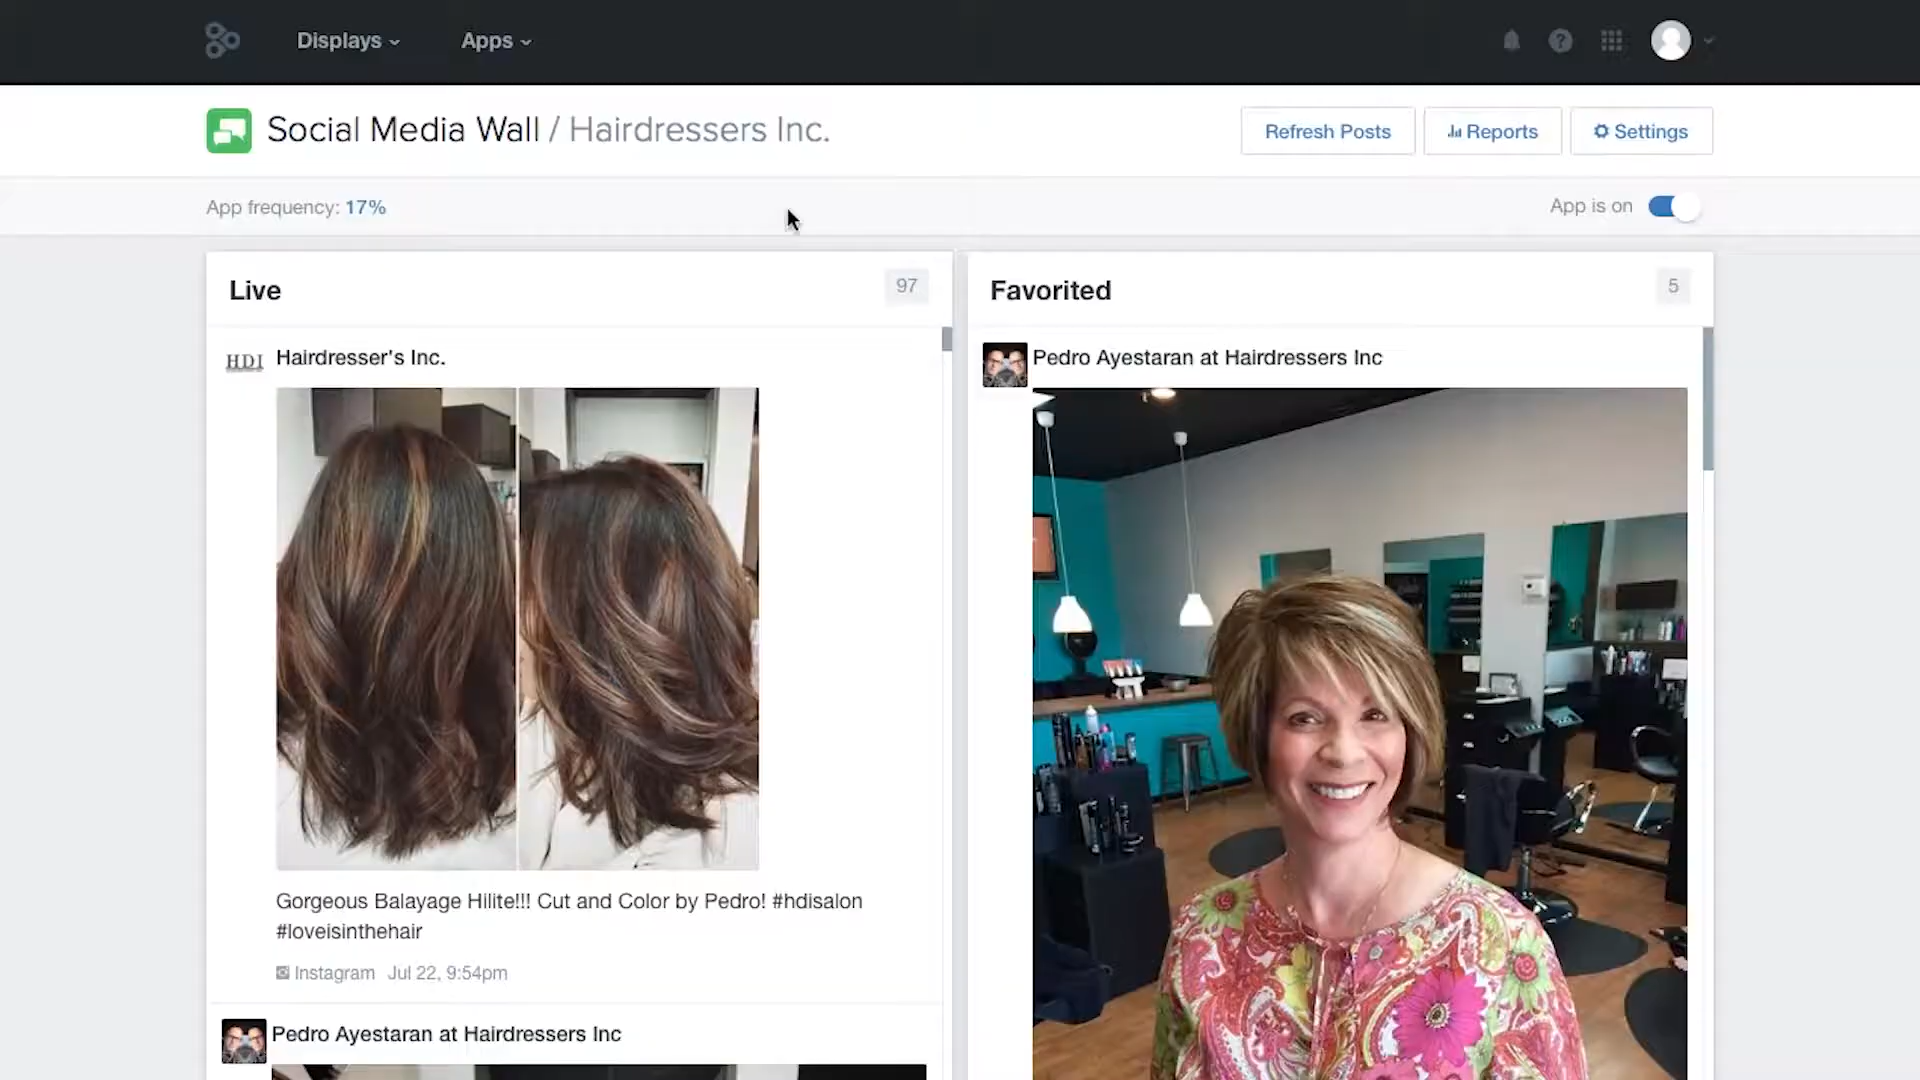 Displays
Apps
Social Media Wall / Hairdressers Inc.
Refresh Posts
Reports
Settings
App frequency: 17%
App is on
Live
97
HDI Hairdresser's Inc.
Gorgeous Balayage Hilite!!! Cut and Color by Pedro! #hdisalon
#loveisinthehair
Instagram Jul 22, 9:54pm
Pedro Ayestaran at Hairdressers Inc
Favorited
5
Pedro Ayestaran at Hairdressers Inc